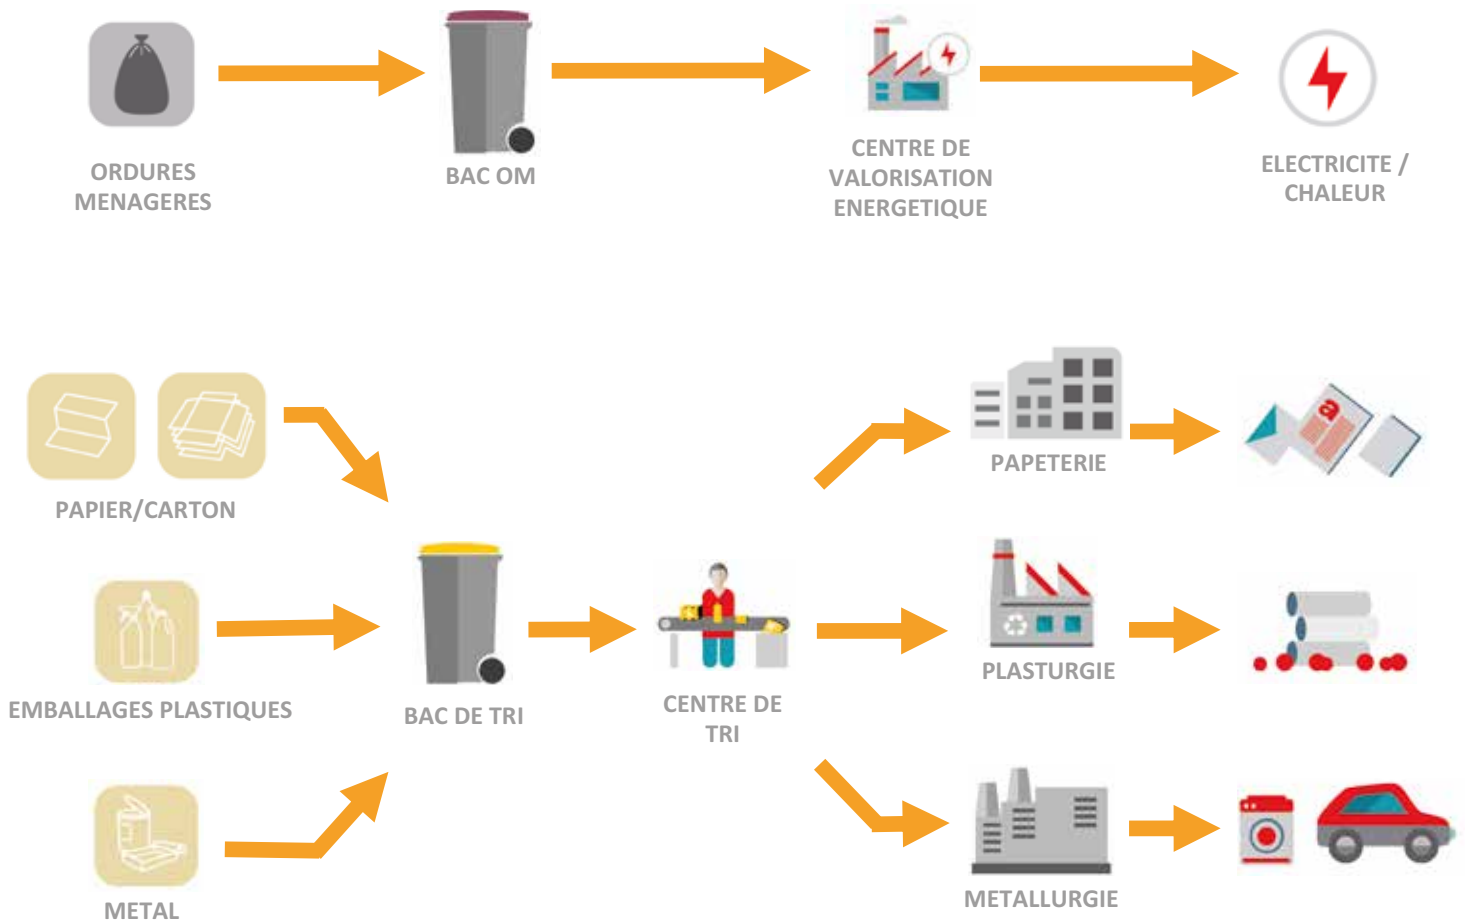 ORDURES
MENAGERES
BAC OM
CENTRE DE
VALORISATION
ENERGETIQUE
ELECTRICITE /
CHALEUR
PAPIER/CARTON
EMBALLAGES PLASTIQUES
METAL
BAC DE TRI
CENTRE DE
TRI
PAPETERIE
a
PLASTURGIE
METALLURGIE